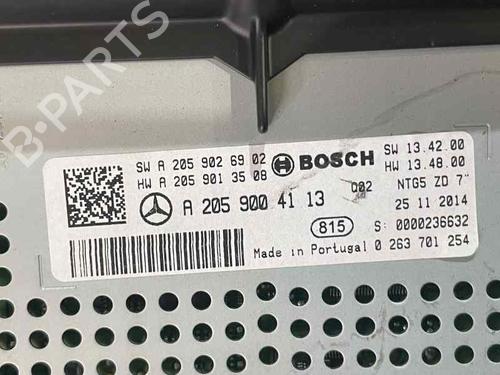 B-PARTS
SW A 205 902 69 02
HW A 205 901 35 08
BOSCH
SW 13.42.00
HW 13.48.00
A 205 900 41 13
002
NTG5 ZD 7"
25 11 2014
815
S: 0000236632
Made in Portugal 0 263 701 254